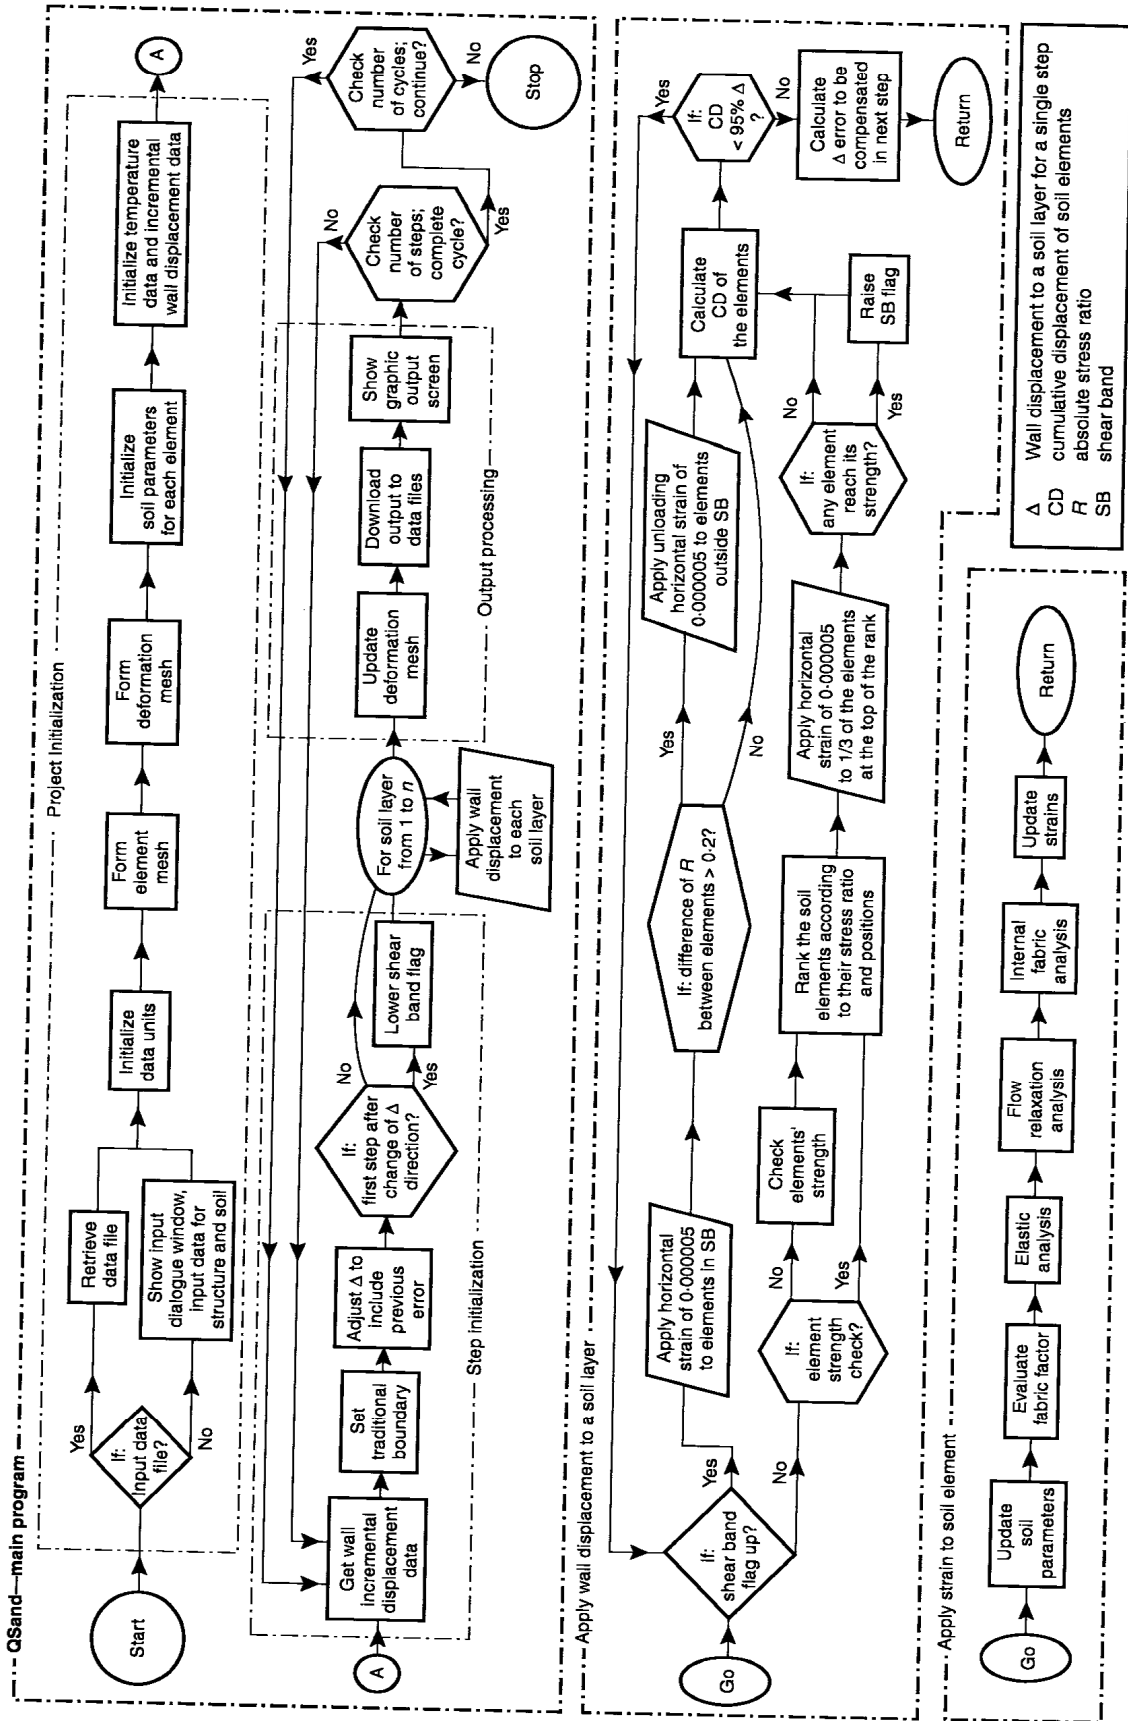 QSand—main program
Project Initialization
Start
If:
Input data
file?
Yes
No
Retrieve
data file
Show input
dialogue window,
input data for
structure and soil
Initialize
data units
Form
element
mesh
Form
deformation
mesh
Initialize
soil parameters
for each element
Initialize temperature
data and incremental
wall displacement data
A
A
Get wall
incremental
displacement
data
Set
traditional
boundary
Adjust Δ to
include
previous
error
If:
first step after
change of Δ
direction?
No
Yes
Lower shear
band flag
Step initialization
For soil layer
from 1 to n
Apply wall
displacement
to each
soil layer
Update
deformation
mesh
Download
output to
data files
Show
graphic
output
screen
Output processing
Check
number
of steps;
complete
cycle?
No
Yes
Check
number
of cycles;
continue?
Yes
No
Stop
Apply wall displacement to a soil layer
Go
If:
shear band
flag up?
Yes
No
Apply horizontal
strain of 0·000005
to elements in SB
If: difference of R
between elements > 0·2?
Yes
No
Apply unloading
horizontal strain of
0·000005 to elements
outside SB
If:
element
strength
check?
No
Yes
Check
elements'
strength
Rank the soil
elements according
to their stress ratio
and positions
Apply horizontal
strain of 0·000005
to 1/3 of the elements
at the top of the rank
If:
any element
reach its
strength?
No
Yes
Raise
SB flag
Calculate
CD of
the elements
If:
CD
< 95% Δ
?
Yes
No
Calculate
Δ error to be
compensated
in next step
Return
Apply strain to soil element
Go
Update
soil
parameters
Evaluate
fabric factor
Elastic
analysis
Flow
relaxation
analysis
Internal
fabric
analysis
Update
strains
Return
Δ Wall displacement to a soil layer for a single step
CD cumulative displacement of soil elements
R absolute stress ratio
SB shear band